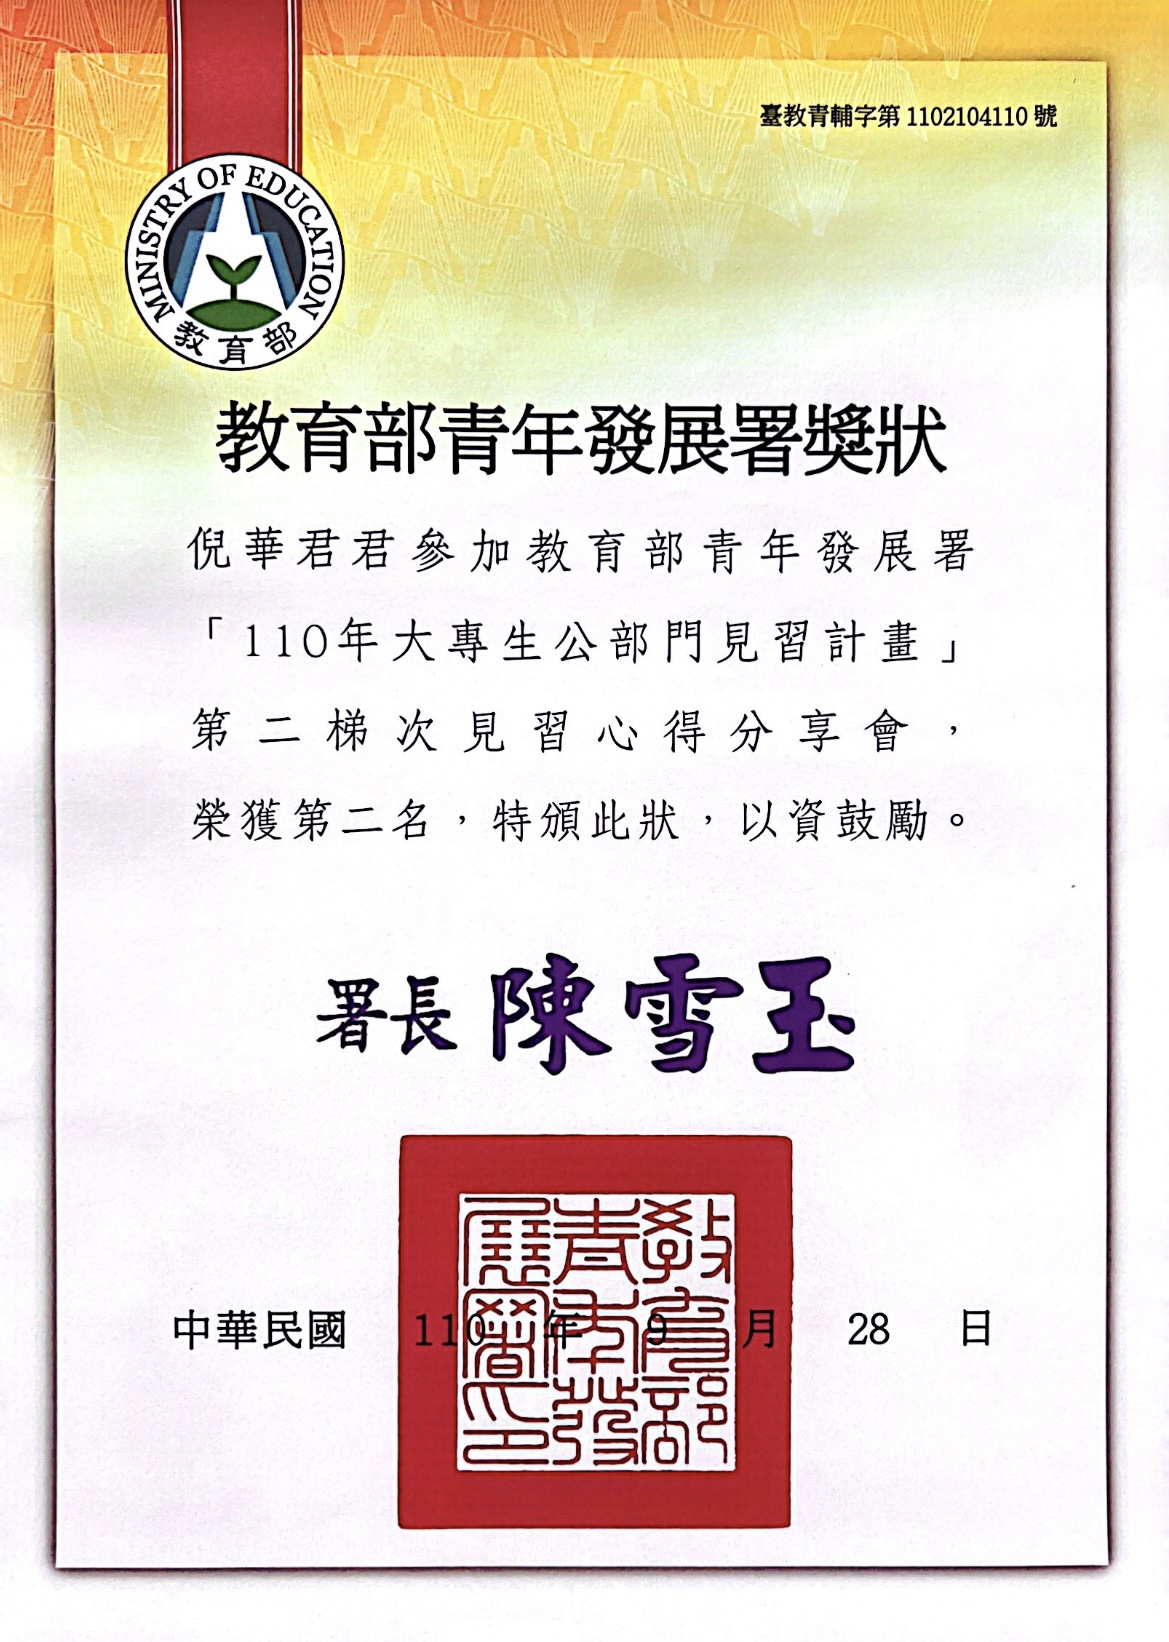 臺教青輔字第 1102104110 號
MINISTRY OF EDUCATION
教育部
教育部青年發展署獎狀
倪華君君參加教育部青年發展署
「110年大專生公部門見習計畫」
第二梯次見習心得分享會，
榮獲第二名，特頒此狀，以資鼓勵。
署長 陳雪玉
教育部青年發展署印
中華民國 110 年 9 月 28 日